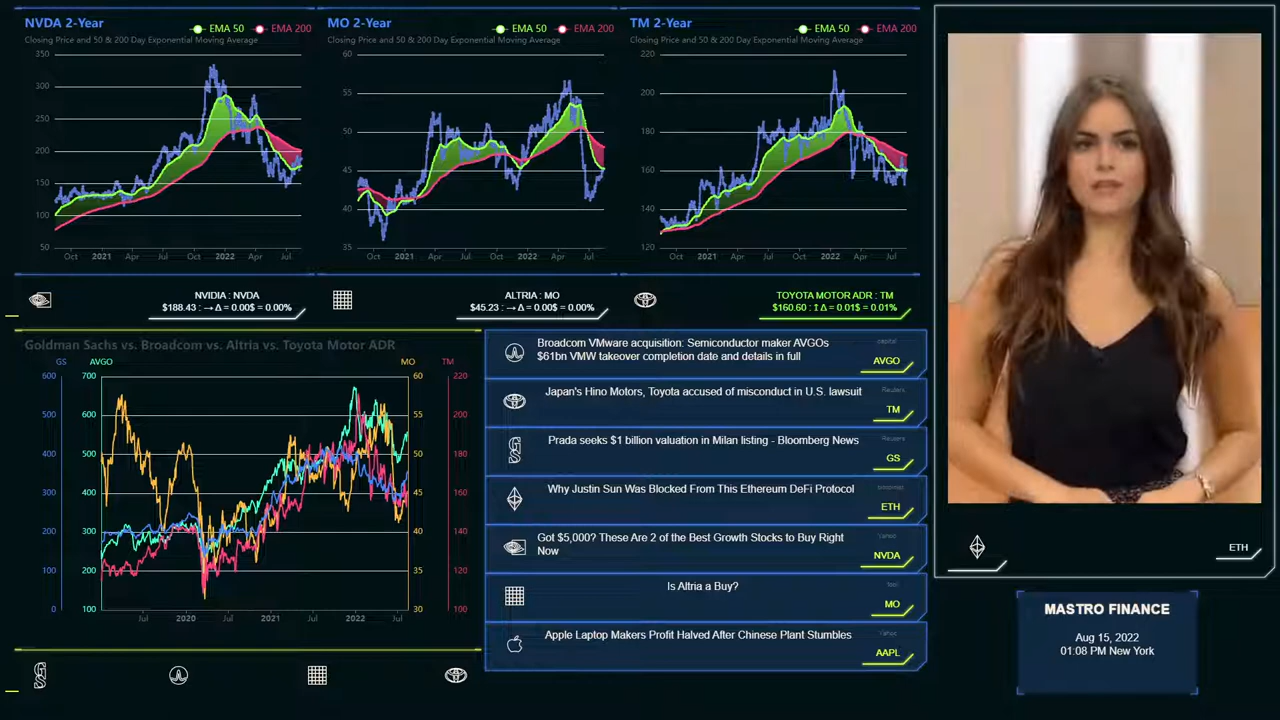 NVDA 2-Year
EMA 50 EMA 200
Closing Price and 50 & 200 Day Exponential Moving Average
350
300
250
200
150
100
50
Oct 2021 Apr Jul Oct 2022 Apr Jul
MO 2-Year
EMA 50 EMA 200
Closing Price and 50 & 200 Day Exponential Moving Average
60
55
50
45
40
35
Oct 2021 Apr Jul Oct 2022 Apr Jul
TM 2-Year
EMA 50 EMA 200
Closing Price and 50 & 200 Day Exponential Moving Average
220
200
180
160
140
120
Oct 2021 Apr Jul Oct 2022 Apr Jul
NVIDIA : NVDA
$188.43 : → Δ = 0.00$ = 0.00%
ALTRIA : MO
$45.23 : → Δ = 0.00$ = 0.00%
TOYOTA MOTOR ADR : TM
$160.60 : ↑ Δ = 0.01$ = 0.01%
Goldman Sachs vs. Broadcom vs. Altria vs. Toyota Motor ADR
GS AVGO MO TM
600 700 60 220
500 600 55 200
400 500 50 180
300 400 45 160
200 300 40 140
100 200 35 120
0 100 30 100
Jul 2020 Jul 2021 Jul 2022 Jul
Broadcom VMware acquisition: Semiconductor maker AVGOs
$61bn VMW takeover completion date and details in full
capital
AVGO
Japan's Hino Motors, Toyota accused of misconduct in U.S. lawsuit
Reuters
TM
Prada seeks $1 billion valuation in Milan listing - Bloomberg News
Reuters
GS
Why Justin Sun Was Blocked From This Ethereum DeFi Protocol
ETH
Got $5,000? These Are 2 of the Best Growth Stocks to Buy Right
Now
Yahoo
NVDA
Is Altria a Buy?
MO
Apple Laptop Makers Profit Halved After Chinese Plant Stumbles
Yahoo
AAPL
ETH
MASTRO FINANCE
Aug 15, 2022
01:08 PM New York